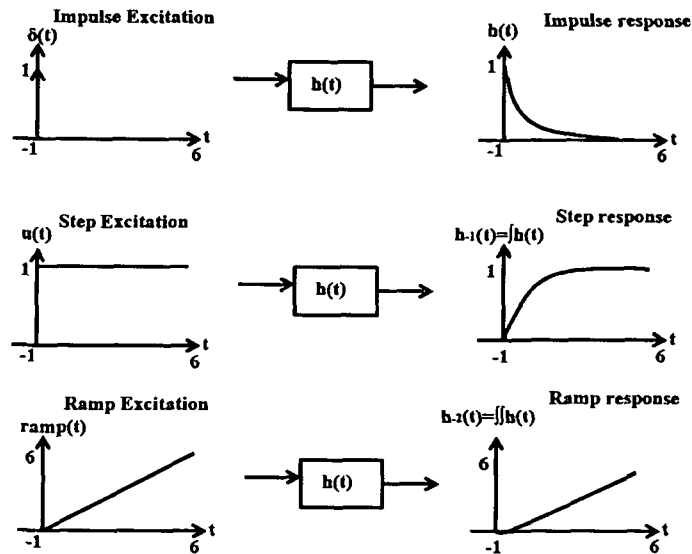 Impulse Excitation
δ(t)
1
-1
6
t
h(t)
Impulse response
h(t)
1
-1
6
t
Step Excitation
u(t)
1
-1
6
t
h(t)
Step response
h-1(t)=∫h(t)
1
-1
6
t
Ramp Excitation
ramp(t)
6
-1
6
t
h(t)
Ramp response
h-2(t)=∫∫h(t)
6
-1
6
t